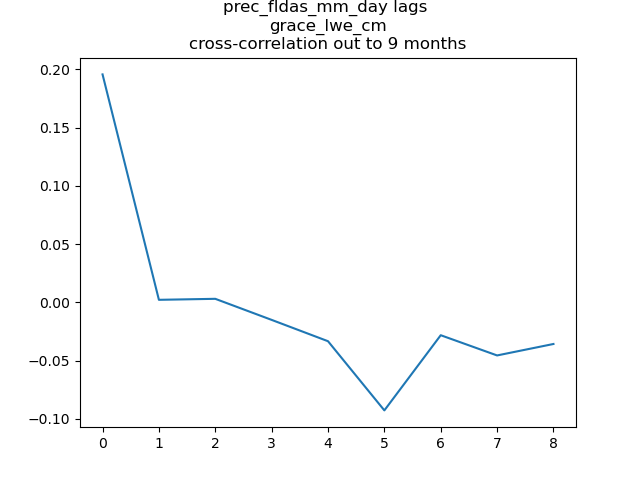 prec_fldas_mm_day lags
grace_lwe_cm
cross-correlation out to 9 months
0.20
0.15
0.10
0.05
0.00
−0.05
−0.10
0 1 2 3 4 5 6 7 8